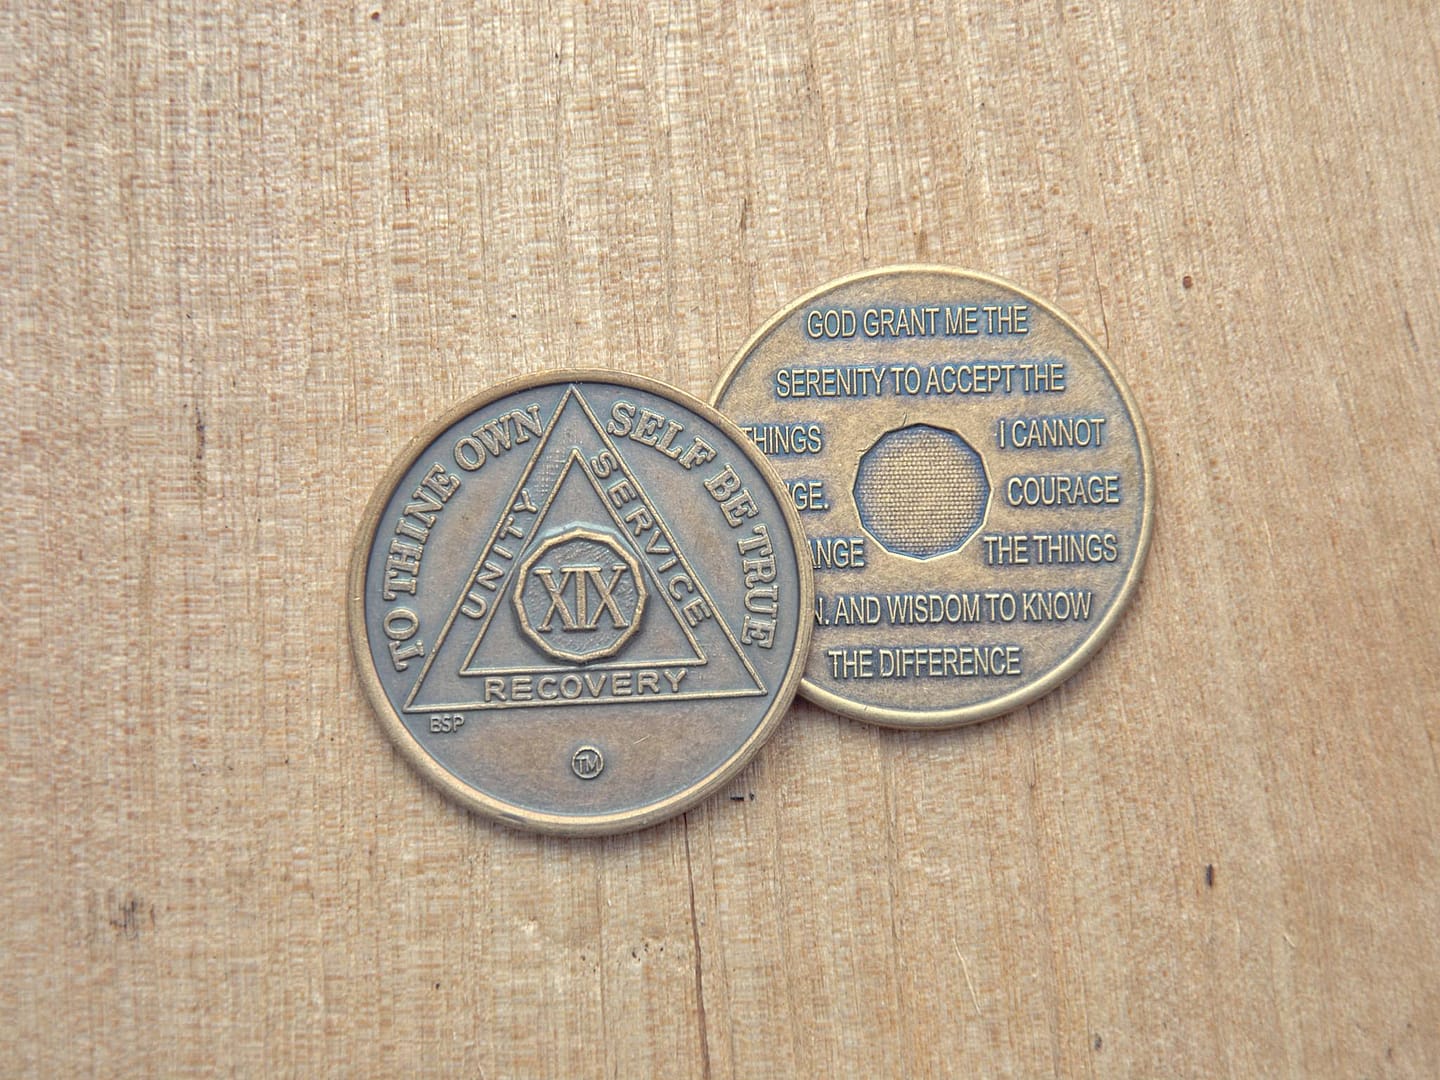 TO THINE OWN SELF BE TRUE
UNITY
SERVICE
RECOVERY
XIX
BSP
TM
GOD GRANT ME THE
SERENITY TO ACCEPT THE
THINGS I CANNOT
GE. COURAGE
ANGE THE THINGS
N. AND WISDOM TO KNOW
THE DIFFERENCE